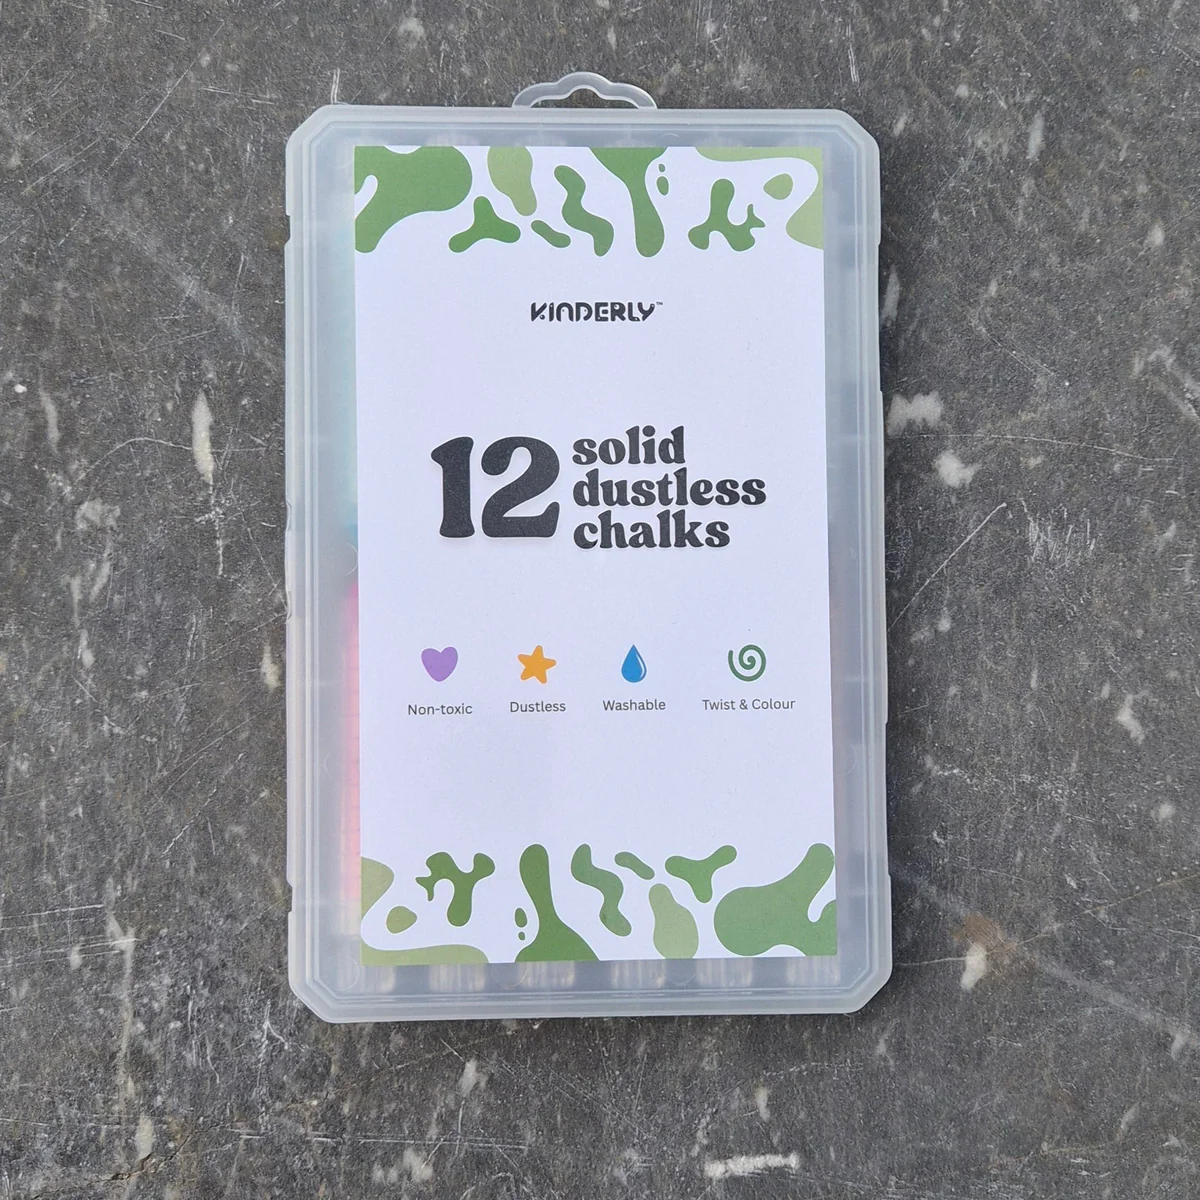 KINDERLY™
12 solid
dustless
chalks
Non-toxic
Dustless
Washable
Twist & Colour